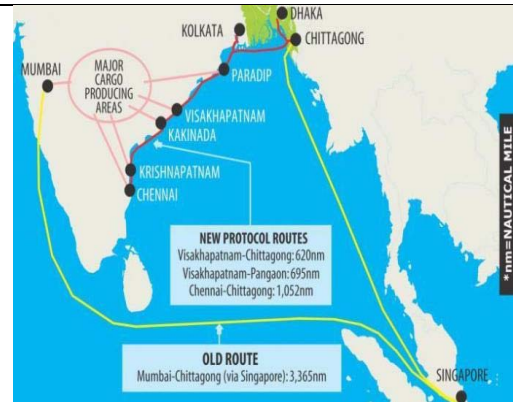 DHAKA
KOLKATA
CHITTAGONG
MUMBAI
MAJOR
CARGO
PRODUCING
AREAS
PARADIP
VISAKHAPATNAM
KAKINADA
KRISHNAPATNAM
CHENNAI
NEW PROTOCOL ROUTES
Visakhapatnam-Chittagong: 620nm
Visakhapatnam-Pangaon: 695nm
Chennai-Chittagong: 1,052nm
OLD ROUTE
Mumbai-Chittagong (via Singapore): 3,365nm
SINGAPORE
*nm=NAUTICAL MILE